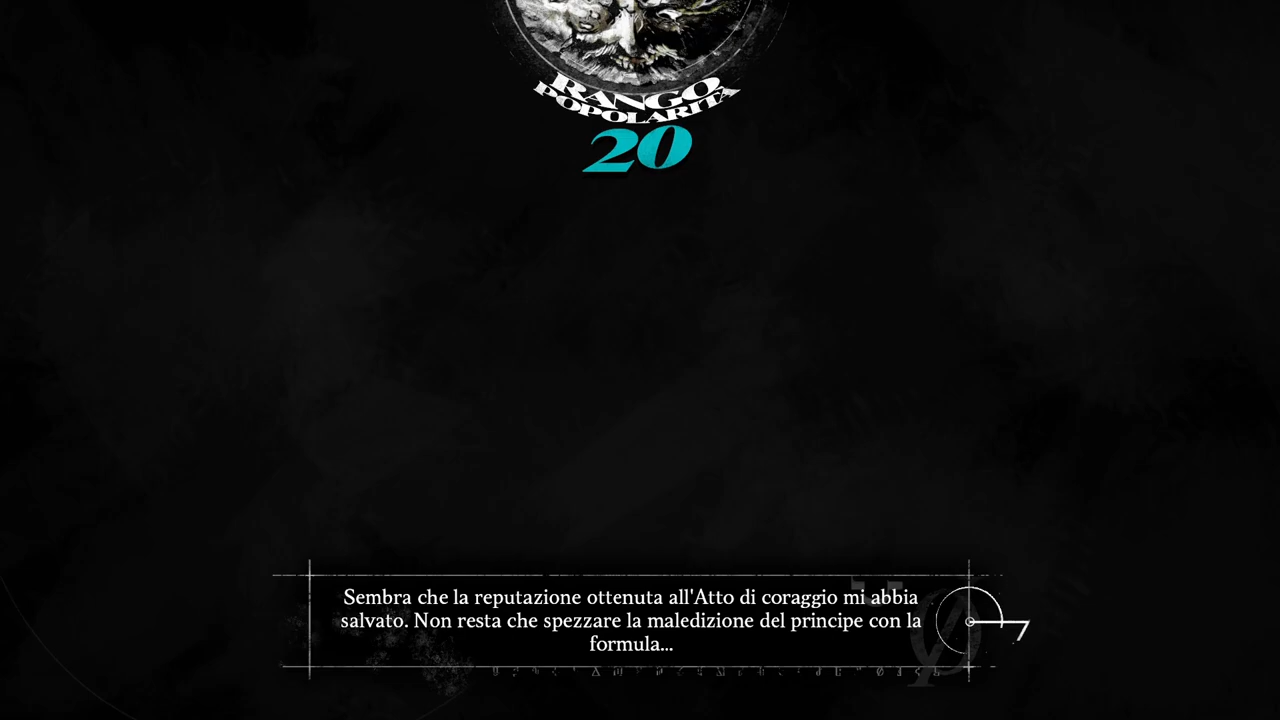 RANGO
POPOLARITÀ
20
Sembra che la reputazione ottenuta all'Atto di coraggio mi abbia
salvato. Non resta che spezzare la maledizione del principe con la
formula...